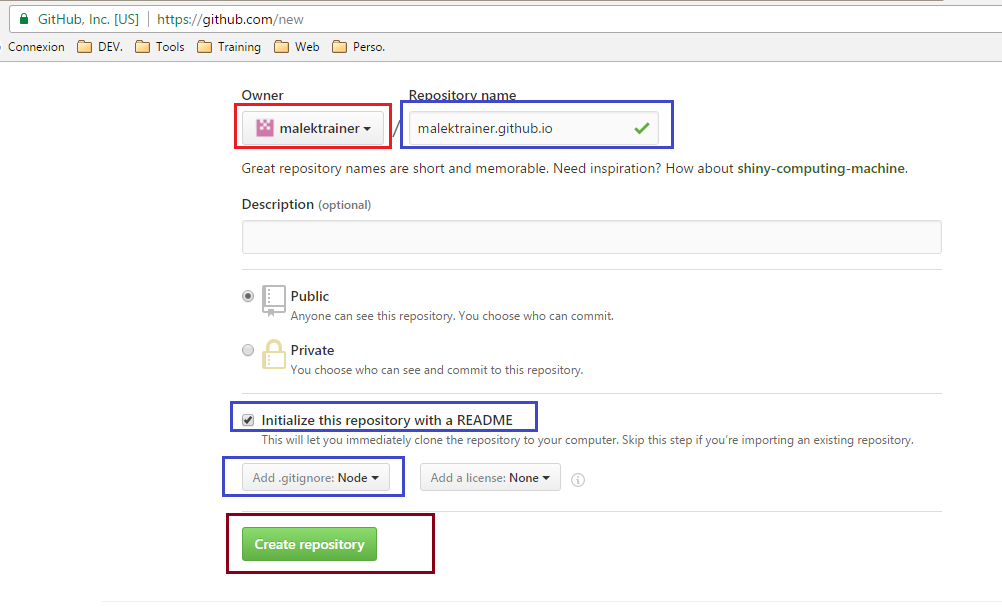 GitHub, Inc. [US] https://github.com/new
Connexion DEV. Tools Training Web Perso.
Owner Repository name
malektrainer / malektrainer.github.io
Great repository names are short and memorable. Need inspiration? How about shiny-computing-machine.
Description (optional)
Public
Anyone can see this repository. You choose who can commit.
Private
You choose who can see and commit to this repository.
Initialize this repository with a README
This will let you immediately clone the repository to your computer. Skip this step if you're importing an existing repository.
Add .gitignore: Node Add a license: None
Create repository